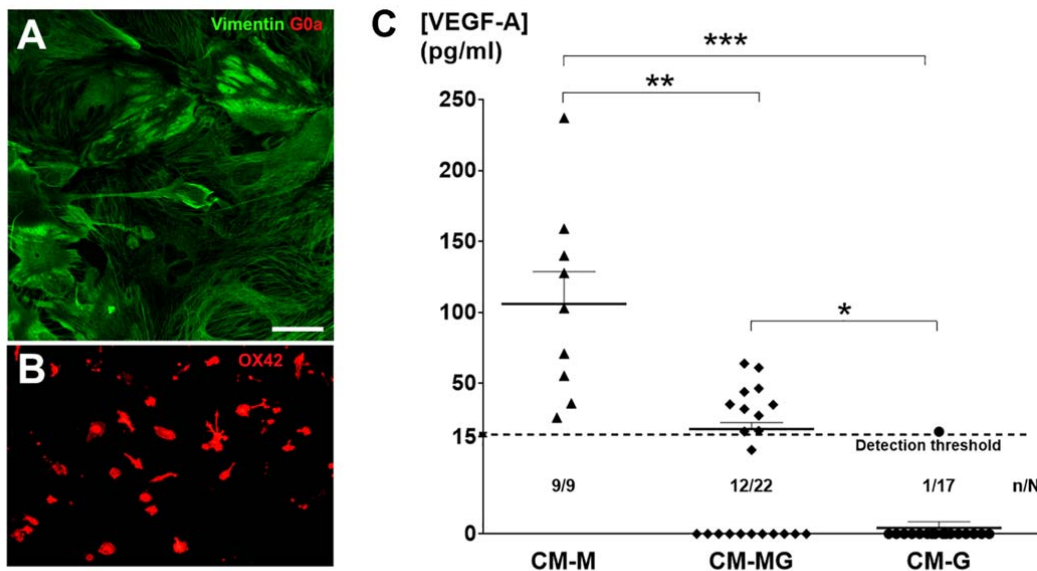 A
Vimentin G0a
B
OX42
C
[VEGF-A]
(pg/ml)
***
**
*
250
200
150
100
50
15
0
Detection threshold
9/9 12/22 1/17 n/N
CM-M CM-MG CM-G